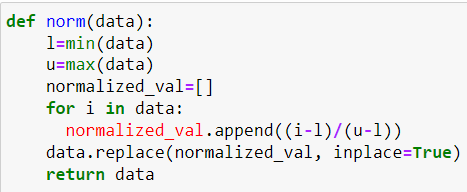 def norm(data):
    l=min(data)
    u=max(data)
    normalized_val=[]
    for i in data:
      normalized_val.append((i-l)/(u-l))
    data.replace(normalized_val, inplace=True)
    return data